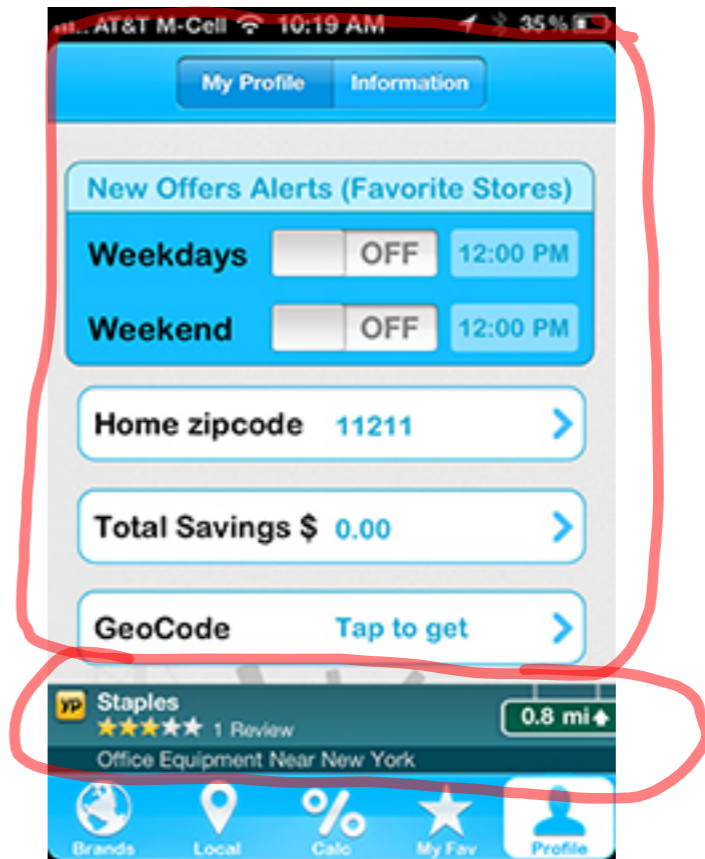 AT&T M-Cell 10:19 AM 35%
My Profile Information
New Offers Alerts (Favorite Stores)
Weekdays OFF 12:00 PM
Weekend OFF 12:00 PM
Home zipcode 11211
Total Savings $ 0.00
GeoCode Tap to get
YP Staples
1 Review 0.8 mi
Office Equipment Near New York
Brands Local Calc My Fav Profile